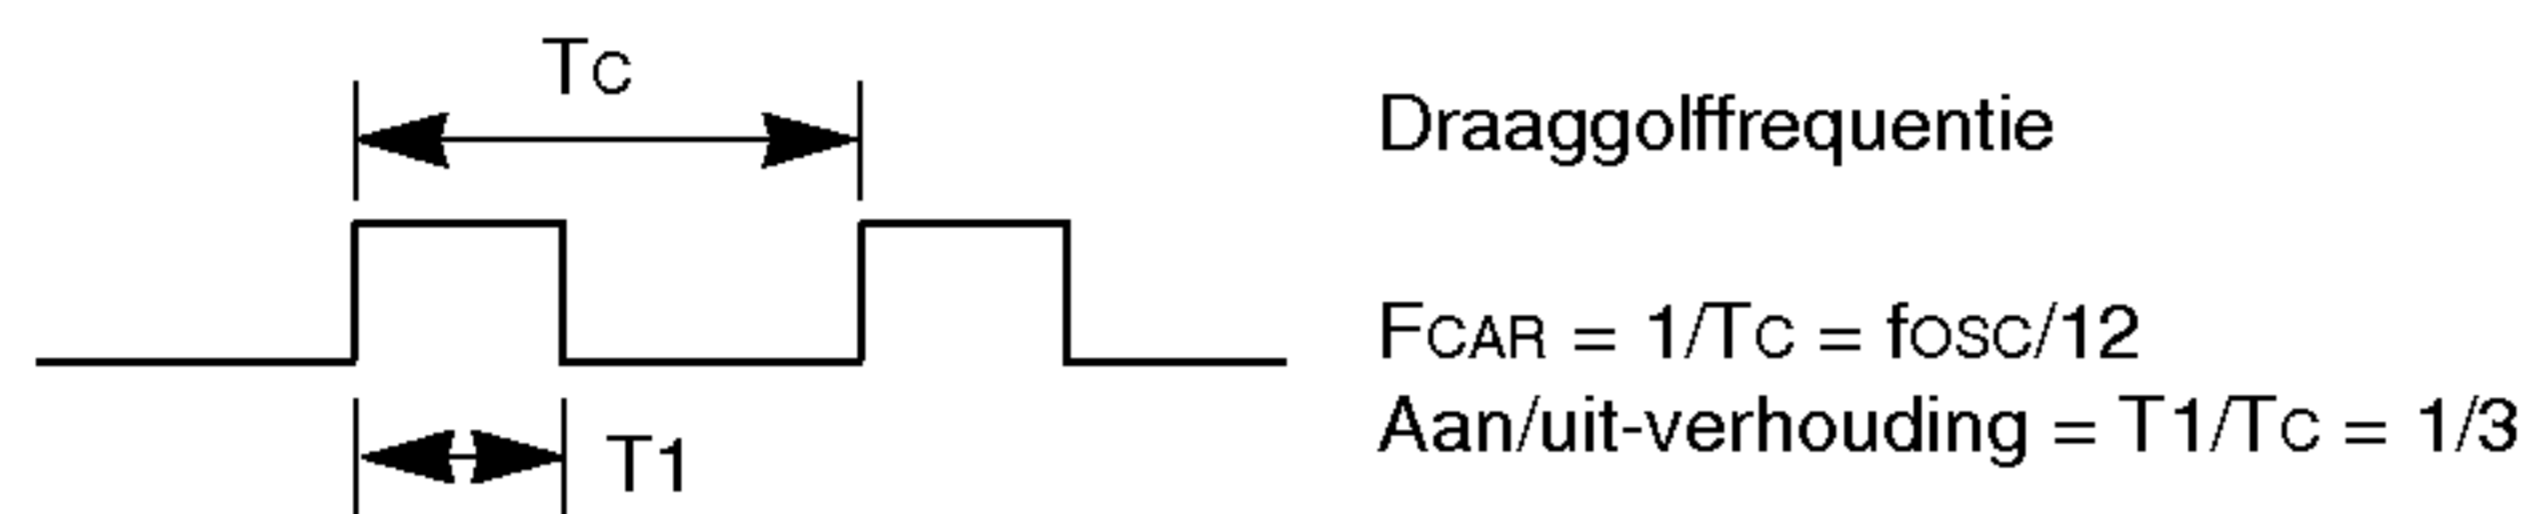 TC
Draaggolffrequentie
FCAR = 1/TC = fOSC/12
Aan/uit-verhouding = T1/TC = 1/3
T1